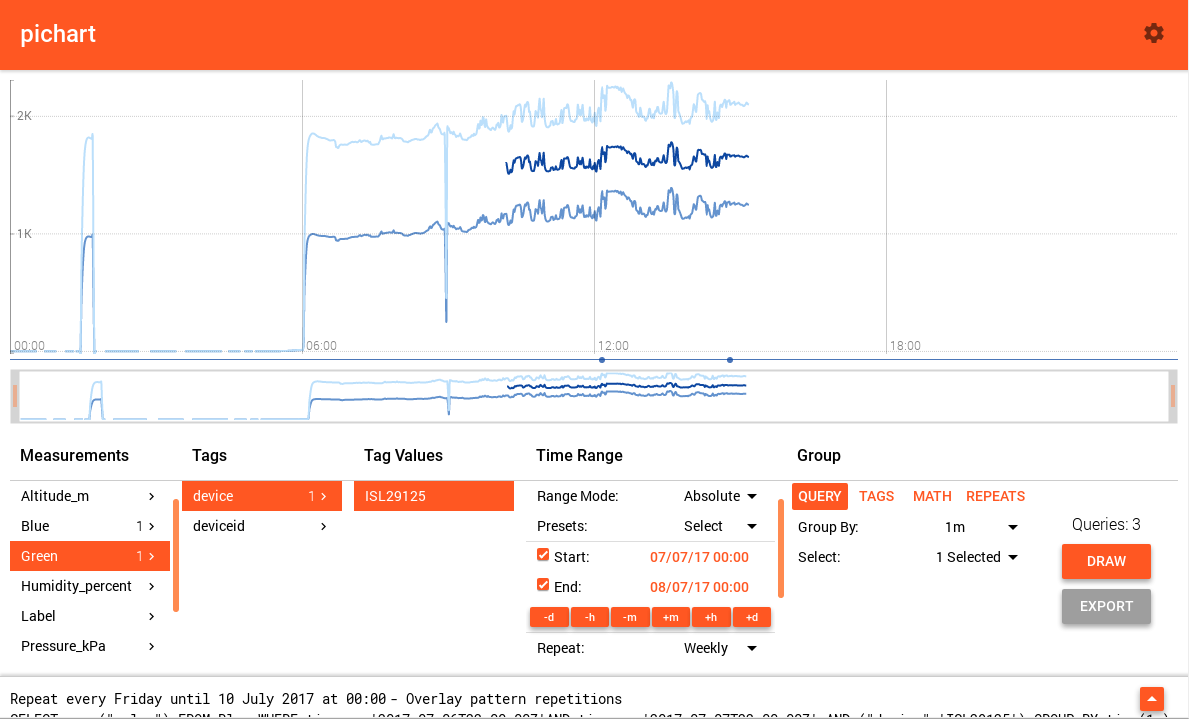 pichart
2K
1K
00:00 06:00 12:00 18:00
Measurements Tags Tag Values Time Range Group
Altitude_m device 1 ISL29125 Range Mode: Absolute QUERY TAGS MATH REPEATS
Blue 1 deviceid Presets: Select Group By: 1m Queries: 3
Green 1 Start: 07/07/17 00:00 Select: 1 Selected DRAW
Humidity_percent End: 08/07/17 00:00 EXPORT
Label -d -h -m +m +h +d
Pressure_kPa Repeat: Weekly
Repeat every Friday until 10 July 2017 at 00:00 - Overlay pattern repetitions